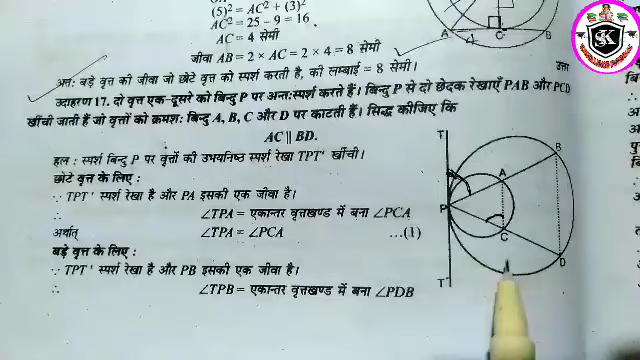 (5)² = AC² + (3)²
AC² = 25 − 9 = 16
AC = 4 सेमी
जीवा AB = 2 × AC = 2 × 4 = 8 सेमी
अतः बड़े वृत्त की जीवा जो छोटे वृत्त को स्पर्श करती है, की लम्बाई = 8 सेमी। उत्तर
उदाहरण 17. दो वृत्त एक-दूसरे को बिन्दु P पर अन्तःस्पर्श करते हैं। बिन्दु P से दो छेदक रेखाएँ PAB और PCD
खींची जाती हैं जो वृत्तों को क्रमशः बिन्दु A, B, C और D पर काटती हैं। सिद्ध कीजिए कि
AC || BD.
हल : स्पर्श बिन्दु P पर वृत्तों की उभयनिष्ठ स्पर्श रेखा TPT' खींची।
छोटे वृत्त के लिए :
∵ TPT' स्पर्श रेखा है और PA इसकी एक जीवा है।
∴ ∠TPA = एकान्तर वृत्तखण्ड में बना ∠PCA
अर्थात् ∠TPA = ∠PCA ...(1)
बड़े वृत्त के लिए :
∵ TPT' स्पर्श रेखा है और PB इसकी एक जीवा है।
∴ ∠TPB = एकान्तर वृत्तखण्ड में बना ∠PDB
A C B
T
B
A
P
C
D
T'
SK